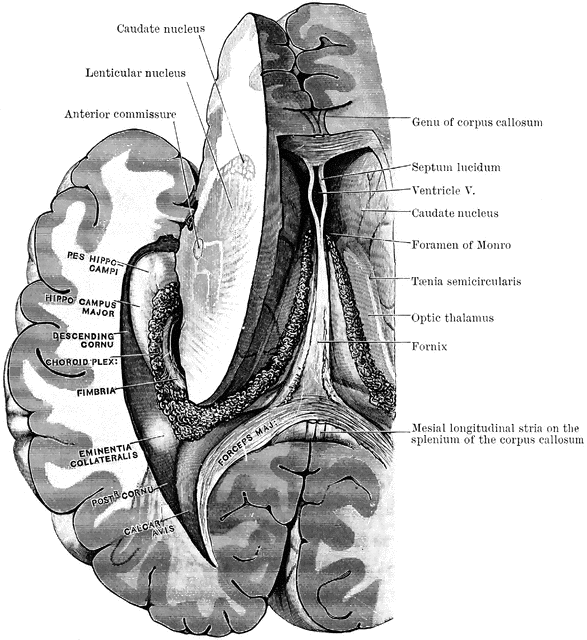 Caudate nucleus
Lenticular nucleus
Anterior commissure
Genu of corpus callosum
Septum lucidum
Ventricle V.
Caudate nucleus
Foramen of Monro
Tænia semicircularis
Optic thalamus
Fornix
Mesial longitudinal stria on the
splenium of the corpus callosum
PES HIPPO-
CAMPI
HIPPOCAMPUS
MAJOR
DESCENDING
CORNU
CHOROID PLEX:
FIMBRIA
EMINENTIA
COLLATERALIS
POSTR CORNU
CALCAR
AVIS
FORCEPS MAJ.